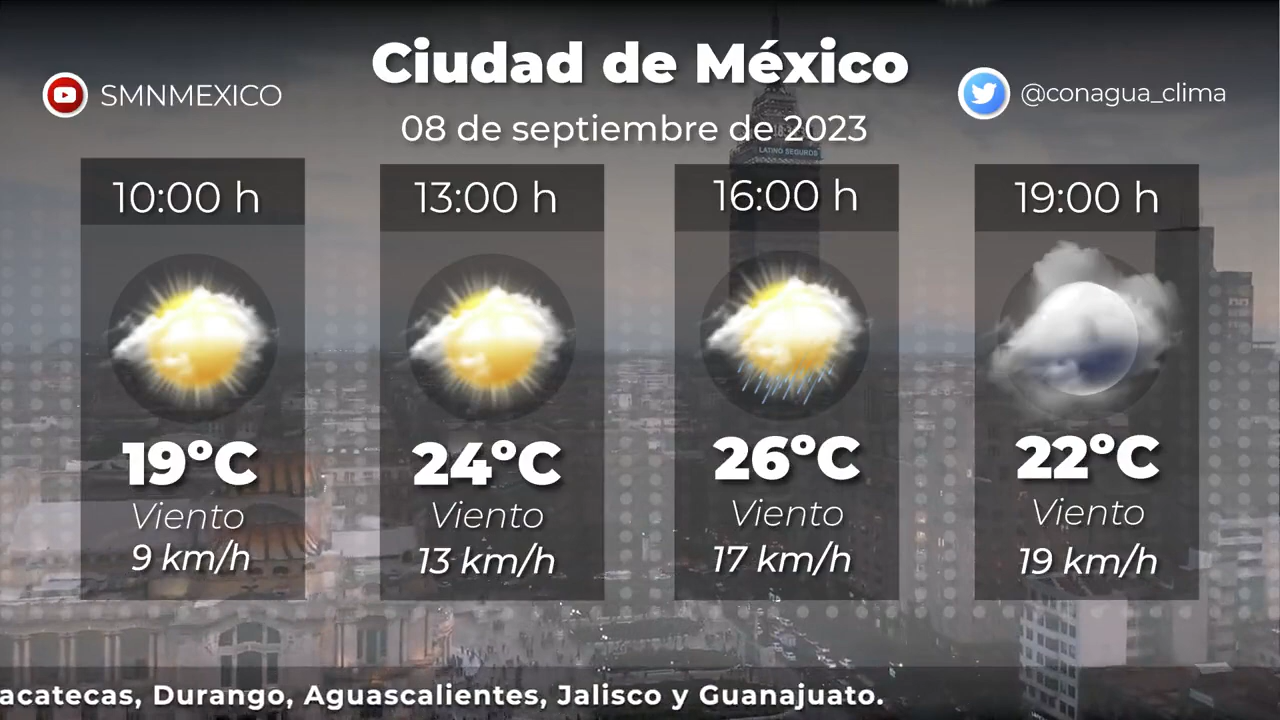 Ciudad de México
SMNMEXICO
@conagua_clima
08 de septiembre de 2023
LATINO SEGUROS
10:00 h
19°C
Viento
9 km/h
13:00 h
24°C
Viento
13 km/h
16:00 h
26°C
Viento
17 km/h
19:00 h
22°C
Viento
19 km/h
acatecas, Durango, Aguascalientes, Jalisco y Guanajuato.